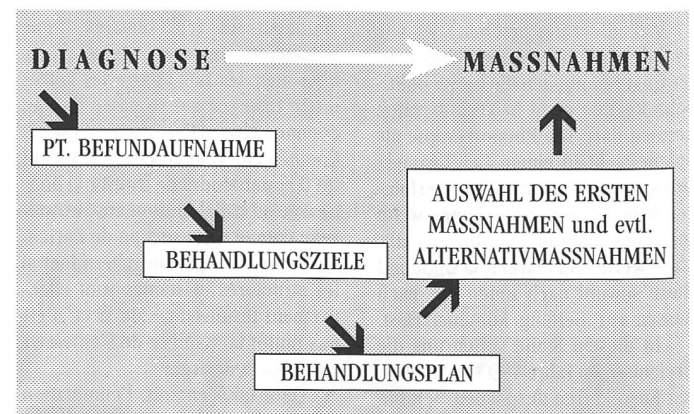 DIAGNOSE
MASSNAHMEN
PT. BEFUNDAUFNAHME
BEHANDLUNGSZIELE
BEHANDLUNGSPLAN
AUSWAHL DES ERSTEN
MASSNAHMEN und evtl.
ALTERNATIVMASSNAHMEN